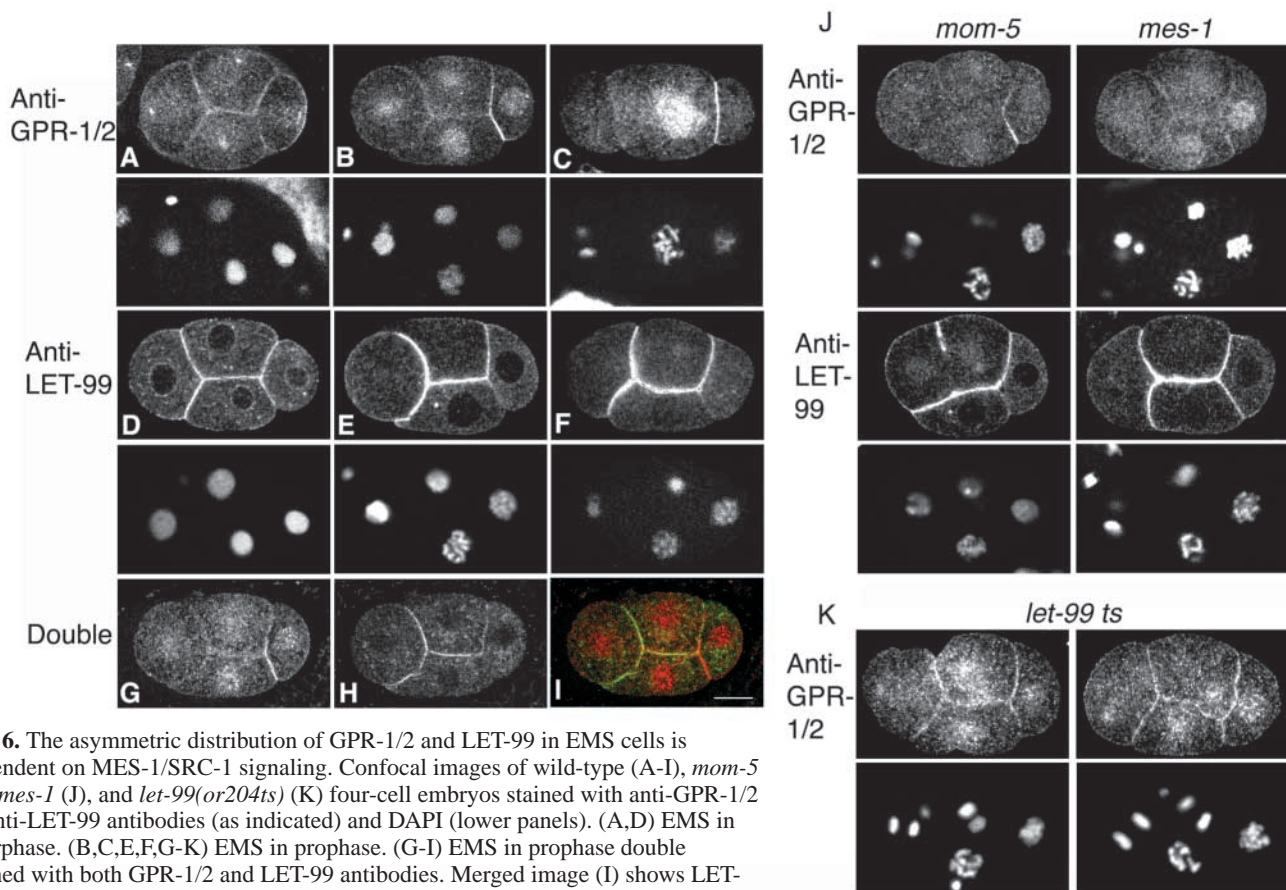 J
mom-5 mes-1
Anti-
GPR-1/2
A B C
Anti-
GPR-
1/2
Anti-
LET-99
D E F
Anti-
LET-
99
Double
G H I
K let-99 ts
Anti-
GPR-
1/2
6. The asymmetric distribution of GPR-1/2 and LET-99 in EMS cells is
endent on MES-1/SRC-1 signaling. Confocal images of wild-type (A-I), mom-5
mes-1 (J), and let-99(or204ts) (K) four-cell embryos stained with anti-GPR-1/2
nti-LET-99 antibodies (as indicated) and DAPI (lower panels). (A,D) EMS in
rphase. (B,C,E,F,G-K) EMS in prophase. (G-I) EMS in prophase double
ned with both GPR-1/2 and LET-99 antibodies. Merged image (I) shows LET-